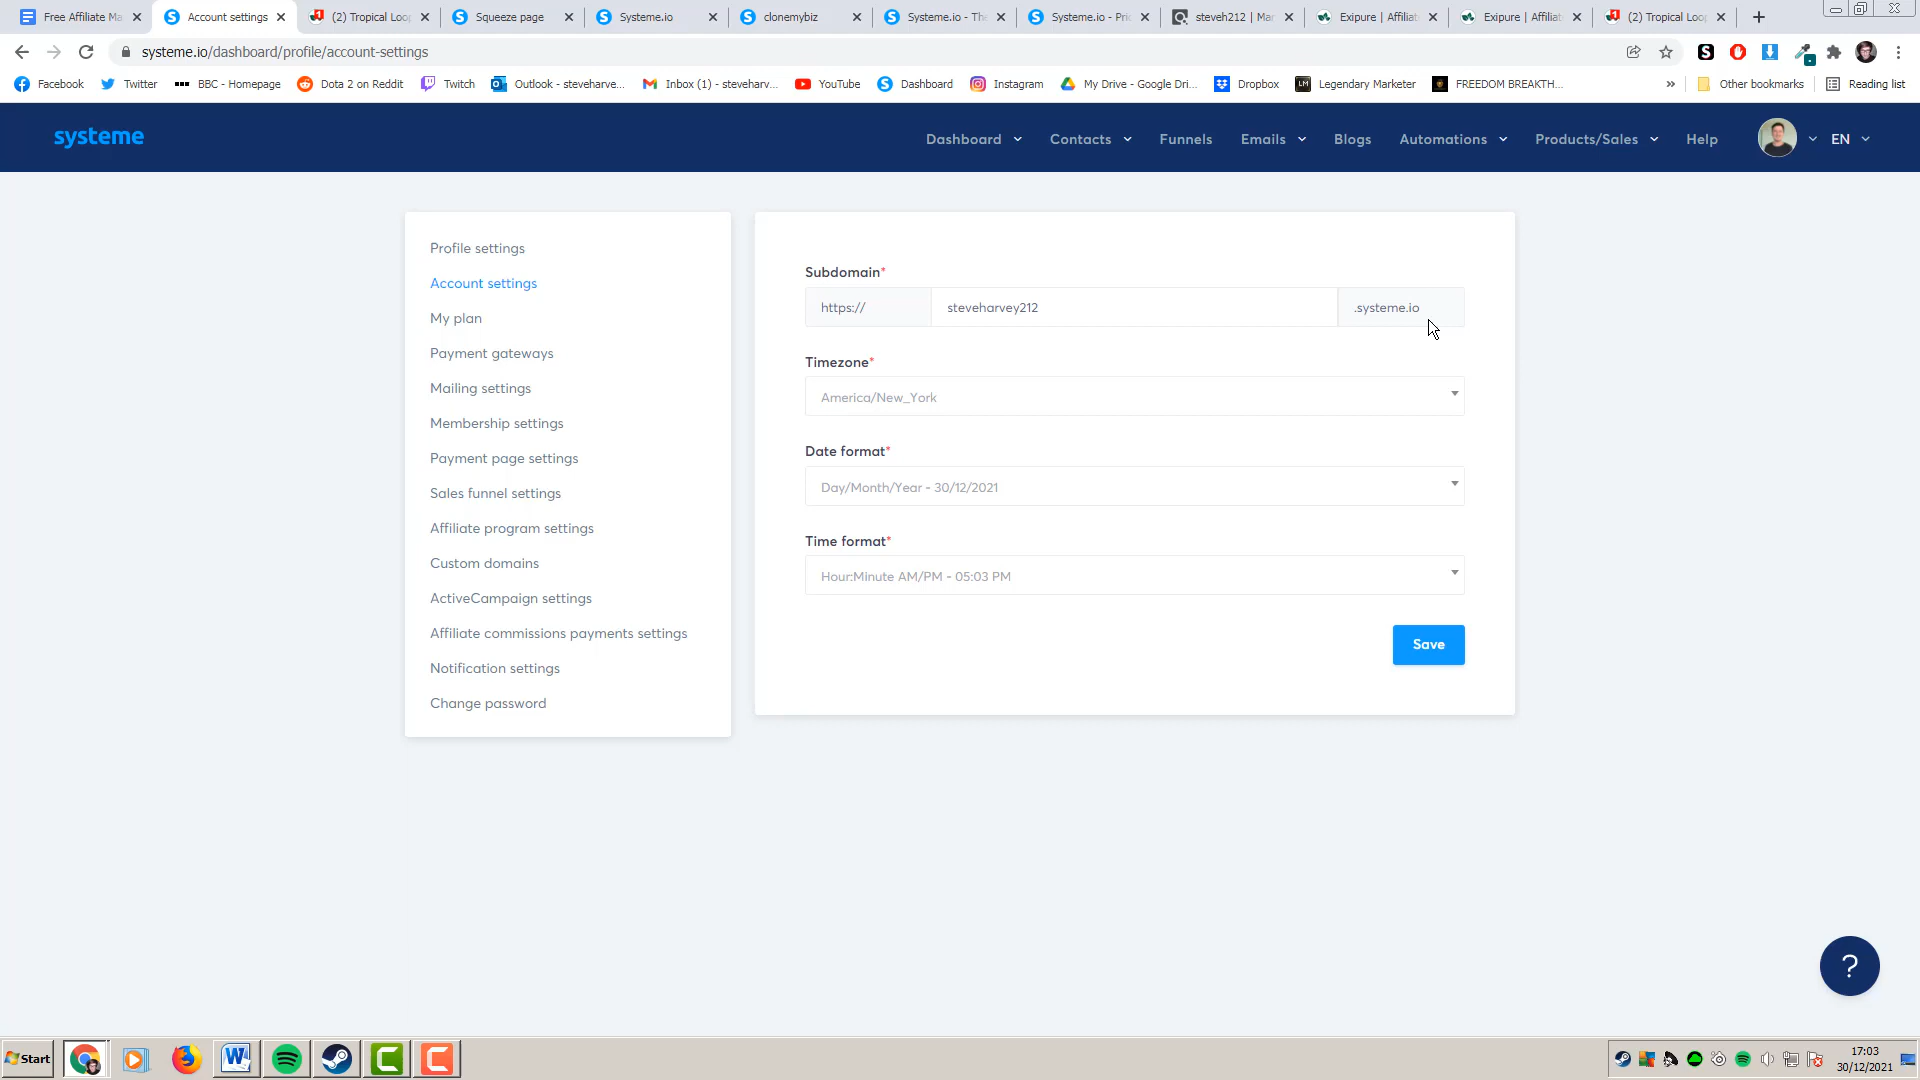 Free Affiliate Ma
Account settings
(2) Tropical Loo
Squeeze page
Systeme.io
clonemybiz
Systeme.io - Th
Systeme.io - Pri
steveh212 | Ma
Exipure | Affilia
Exipure | Affilia
(2) Tropical Loo
systeme.io/dashboard/profile/account-settings
Facebook
Twitter
BBC - Homepage
Dota 2 on Reddit
Twitch
Outlook - steveharve...
Inbox (1) - steveharv...
YouTube
Dashboard
Instagram
My Drive - Google Dri...
Dropbox
Legendary Marketer
FREEDOM BREAKTH...
Other bookmarks
Reading list
systeme
Dashboard
Contacts
Funnels
Emails
Blogs
Automations
Products/Sales
Help
EN
Profile settings
Account settings
My plan
Payment gateways
Mailing settings
Membership settings
Payment page settings
Sales funnel settings
Affiliate program settings
Custom domains
ActiveCampaign settings
Affiliate commissions payments settings
Notification settings
Change password
Subdomain*
https://
steveharvey212
.systeme.io
Timezone*
America/New_York
Date format*
Day/Month/Year - 30/12/2021
Time format*
Hour:Minute AM/PM - 05:03 PM
Save
?
Start
17:03
30/12/2021